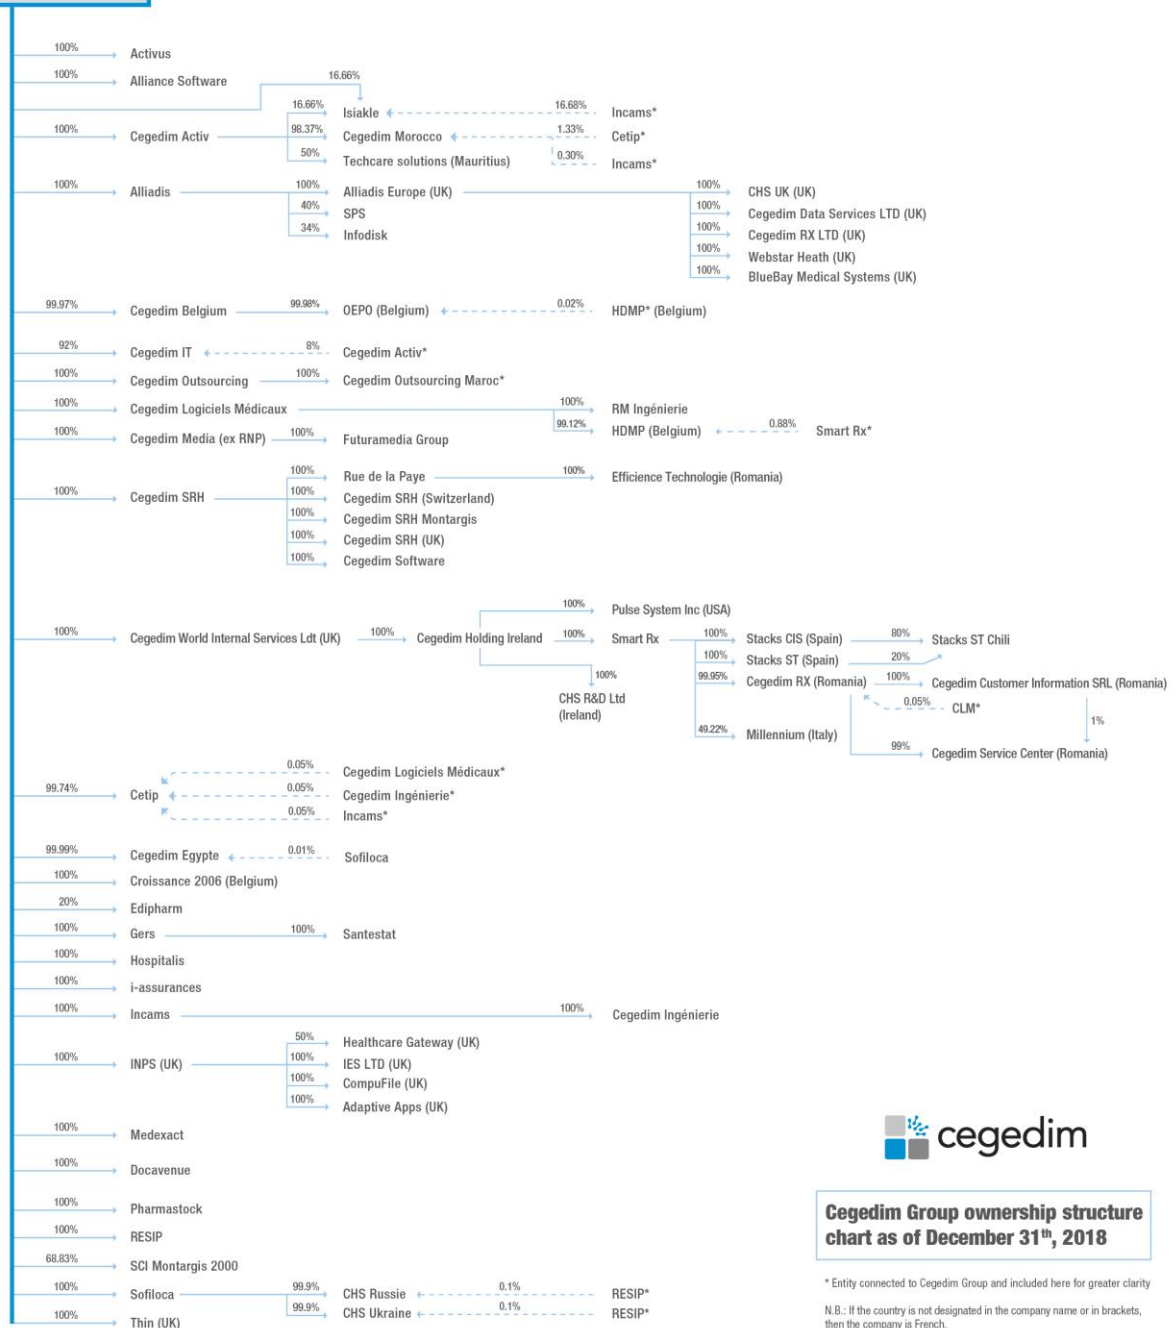 100% Activus
100% Alliance Software
16.66%
16.66% Isiakle 16.68% Incams*
100% Cegedim Activ 98.37% Cegedim Morocco 1.33% Cetip*
50% Techcare solutions (Mauritius) 0.30% Incams*
100% Alliadis 100% Alliadis Europe (UK) 100% CHS UK (UK)
40% SPS 100% Cegedim Data Services LTD (UK)
34% Infodisk 100% Cegedim RX LTD (UK)
100% Webstar Heath (UK)
100% BlueBay Medical Systems (UK)
99.97% Cegedim Belgium 99.98% OEPO (Belgium) 0.02% HDMP* (Belgium)
92% Cegedim IT 8% Cegedim Activ*
100% Cegedim Outsourcing 100% Cegedim Outsourcing Maroc*
100% Cegedim Logiciels Médicaux 100% RM Ingénierie
99.12% HDMP (Belgium) 0.88% Smart Rx*
100% Cegedim Media (ex RNP) 100% Futuramedia Group
100% Rue de la Paye 100% Efficience Technologie (Romania)
100% Cegedim SRH 100% Cegedim SRH (Switzerland)
100% Cegedim SRH Montargis
100% Cegedim SRH (UK)
100% Cegedim Software
100% Pulse System Inc (USA)
100% Cegedim World Internal Services Ldt (UK) 100% Cegedim Holding Ireland 100% Smart Rx 100% Stacks CIS (Spain) 80% Stacks ST Chili
100% Stacks ST (Spain) 20%
100% 99.95% Cegedim RX (Romania) 100% Cegedim Customer Information SRL (Romania)
CHS R&D Ltd
(Ireland)
0.05% CLM*
1%
49.22% Millennium (Italy)
99% Cegedim Service Center (Romania)
0.05% Cegedim Logiciels Médicaux*
99.74% Cetip 0.05% Cegedim Ingénierie*
0.05% Incams*
99.99% Cegedim Egypte 0.01% Sofiloca
100% Croissance 2006 (Belgium)
20% Edipharm
100% Gers 100% Santestat
100% Hospitalis
100% i-assurances
100% Incams 100% Cegedim Ingénierie
50% Healthcare Gateway (UK)
100% INPS (UK) 100% IES LTD (UK)
100% CompuFile (UK)
100% Adaptive Apps (UK)
100% Medexact
100% Docavenue
100% Pharmastock
100% RESIP
68.83% SCI Montargis 2000
100% Sofiloca 99.9% CHS Russie 0.1% RESIP*
99.9% CHS Ukraine 0.1% RESIP*
100% Thin (UK)
cegedim
Cegedim Group ownership structure
chart as of December 31th, 2018
* Entity connected to Cegedim Group and included here for greater clarity
N.B.: If the country is not designated in the company name or in brackets,
then the company is French.